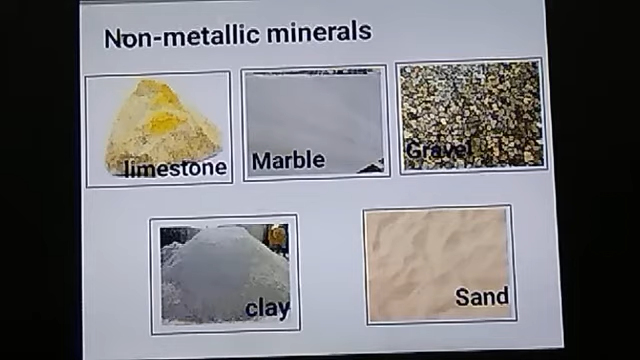 Non-metallic minerals
limestone
Marble
Gravel
clay
Sand